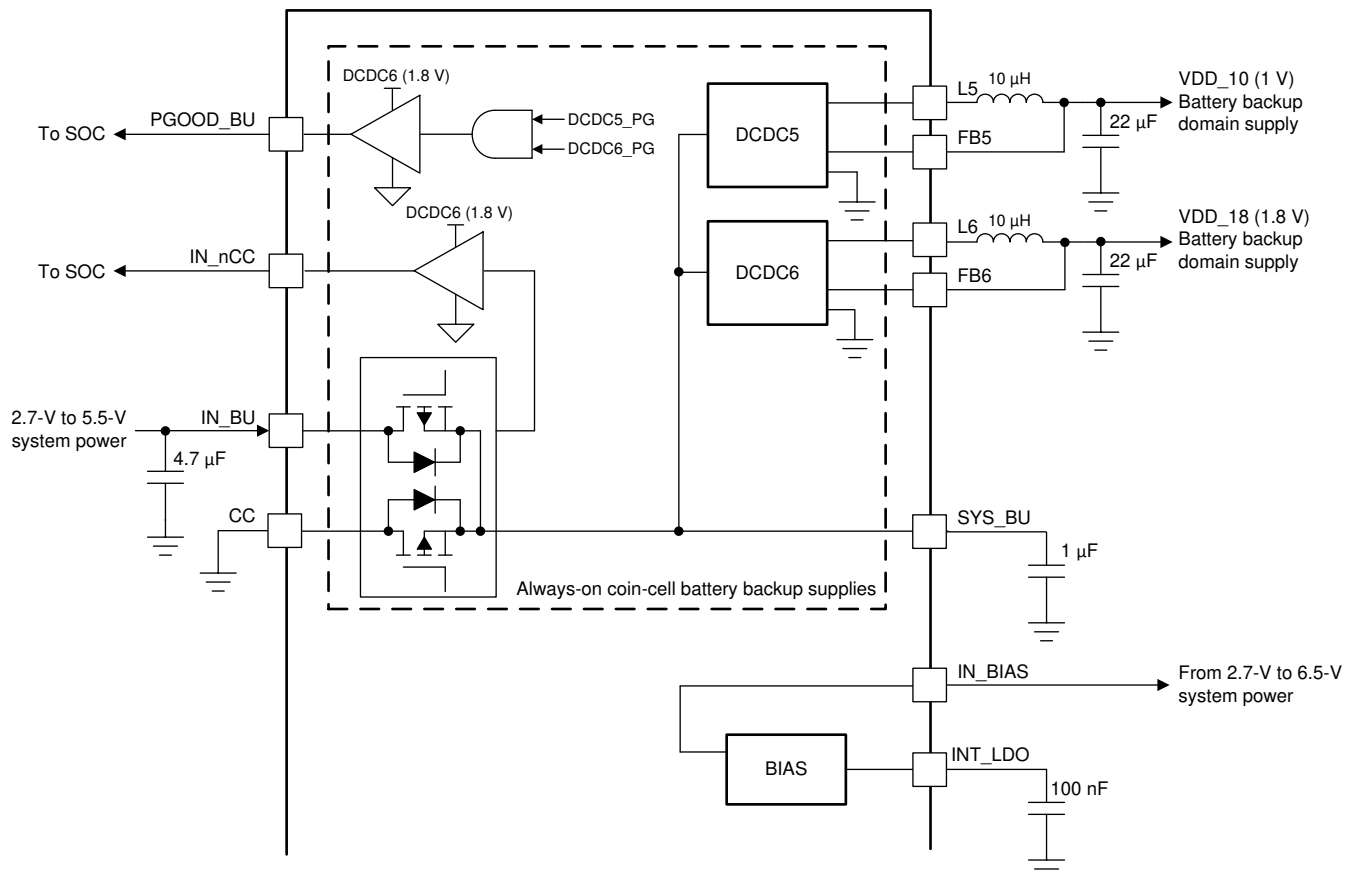 DCDC6 (1.8 V)
PGOOD_BU
To SOC
DCDC5_PG
DCDC6_PG
DCDC6 (1.8 V)
IN_nCC
To SOC
2.7-V to 5.5-V
system power
IN_BU
4.7 µF
CC
Always-on coin-cell battery backup supplies
DCDC5
L5
10 µH
FB5
22 µF
VDD_10 (1 V)
Battery backup
domain supply
DCDC6
L6
10 µH
FB6
22 µF
VDD_18 (1.8 V)
Battery backup
domain supply
SYS_BU
1 µF
IN_BIAS
From 2.7-V to 6.5-V
system power
BIAS
INT_LDO
100 nF